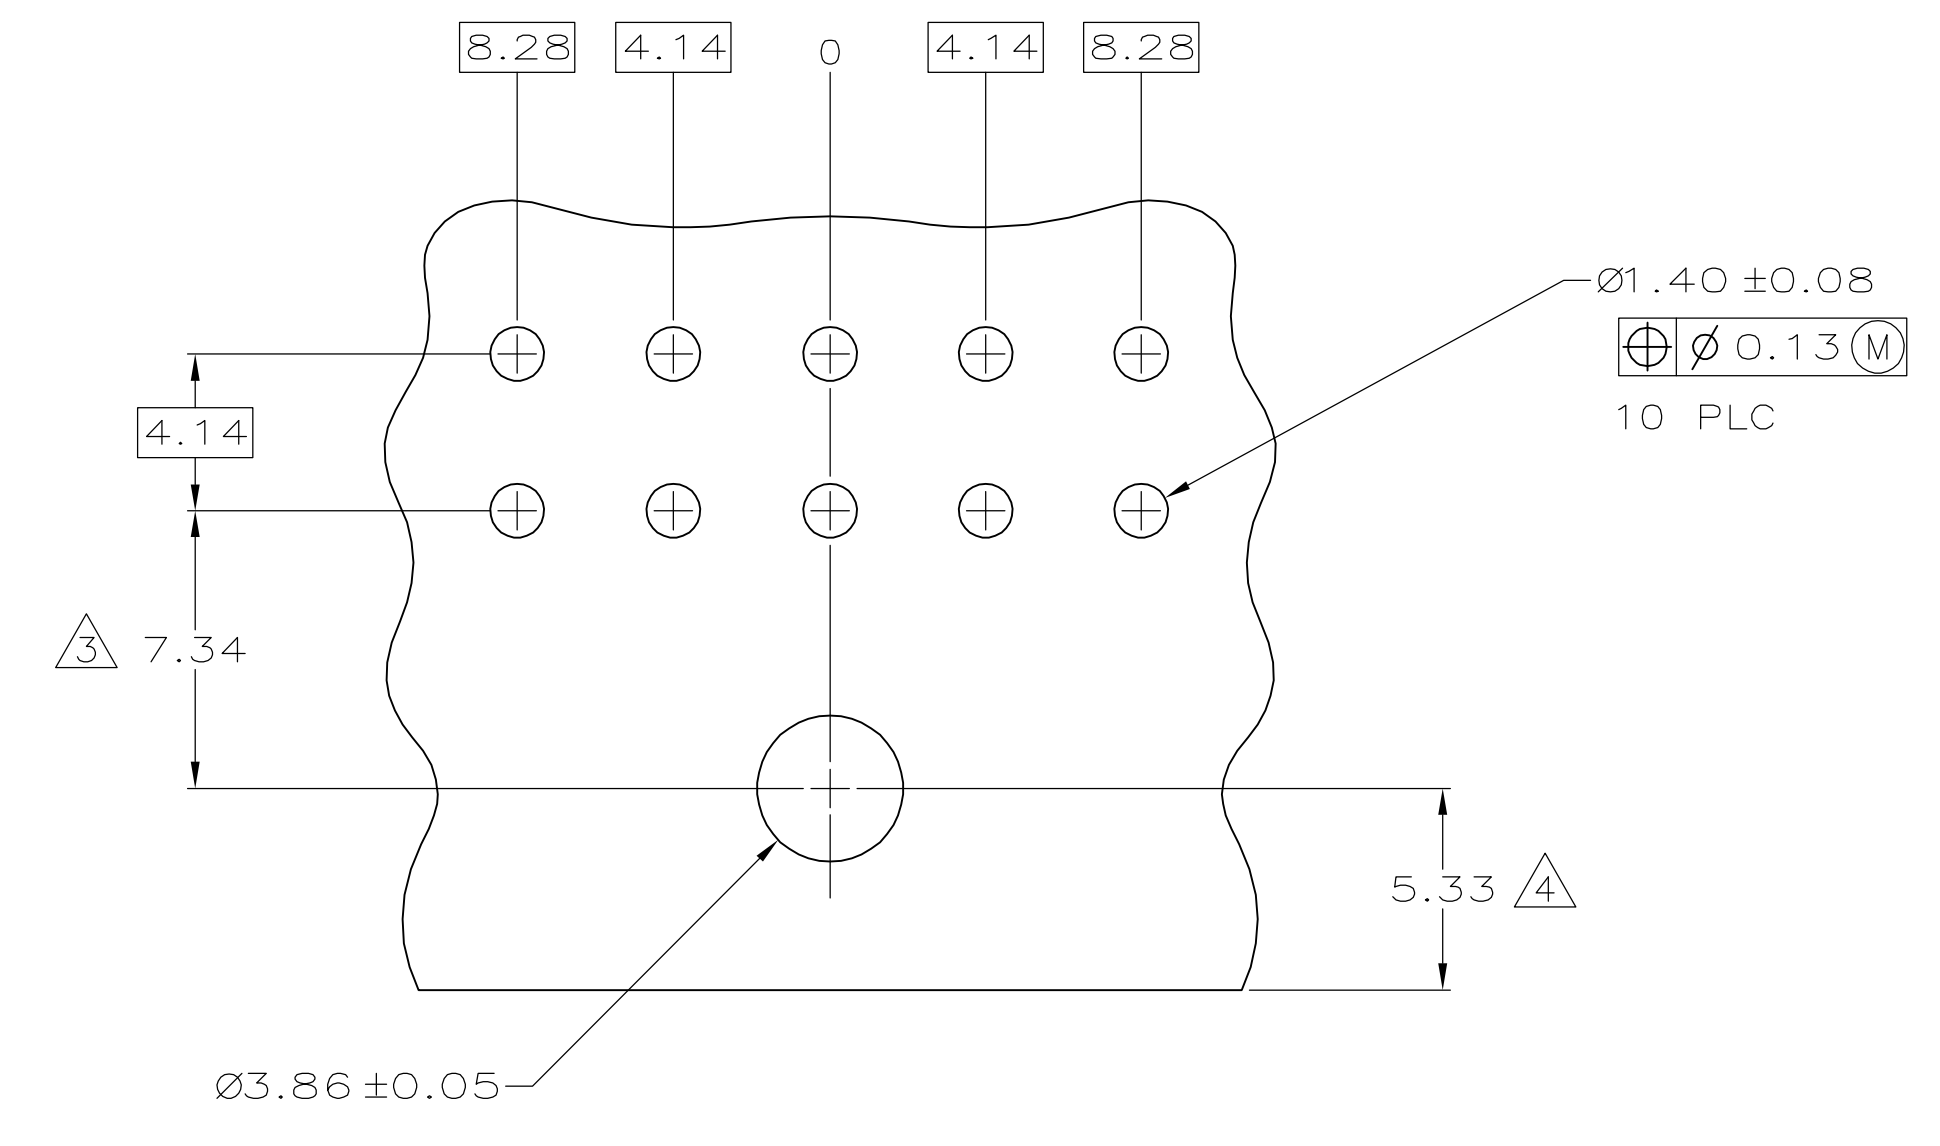 8.28 4.14 0 4.14 8.28
Ø1.40 ±0.08
⌖ Ø 0.13 Ⓜ
10 PLC
4.14
3 7.34
5.33 4
Ø3.86 ±0.05